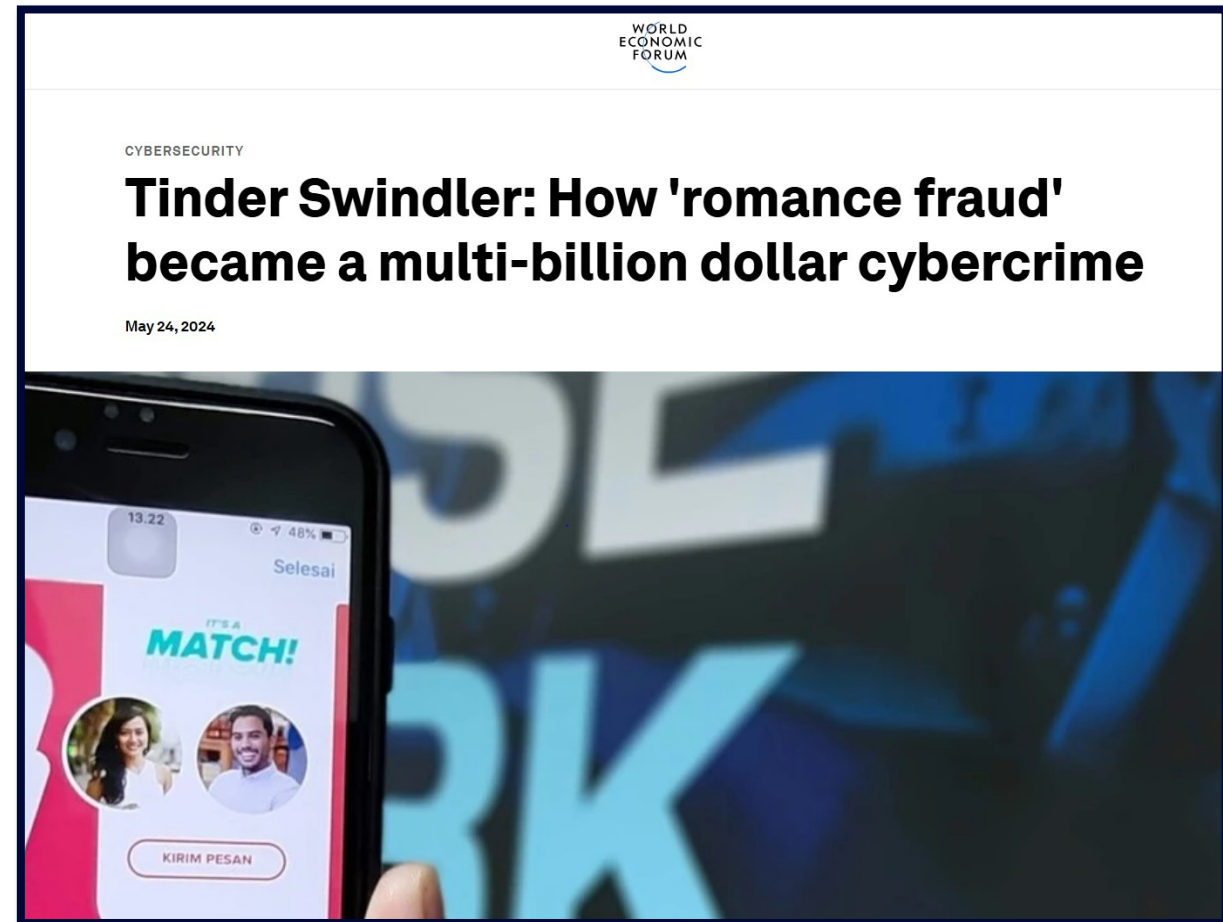 WORLD
ECONOMIC
FORUM
CYBERSECURITY
Tinder Swindler: How 'romance fraud'
became a multi-billion dollar cybercrime
May 24, 2024
13.22
48%
Selesai
IT'S A
MATCH!
KIRIM PESAN